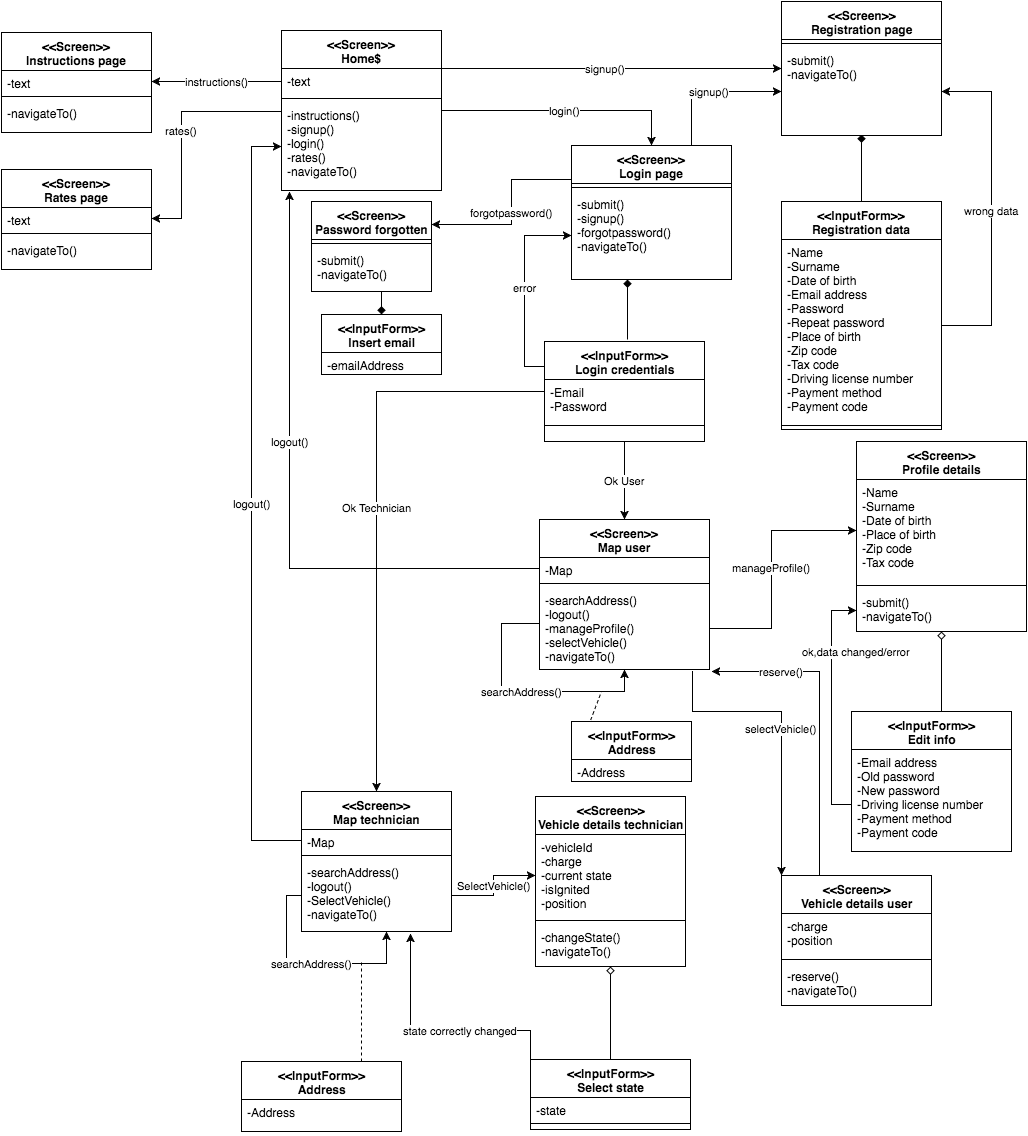 <<Screen>>
Instructions page
-text
-navigateTo()
<<Screen>>
Home$
-text
-instructions()
-signup()
-login()
-rates()
-navigateTo()
<<Screen>>
Registration page
-submit()
-navigateTo()
instructions()
signup()
signup()
login()
rates()
<<Screen>>
Rates page
-text
-navigateTo()
<<Screen>>
Login page
-submit()
-signup()
-forgotpassword()
-navigateTo()
forgotpassword()
<<Screen>>
Password forgotten
-submit()
-navigateTo()
<<InputForm>>
Insert email
-emailAddress
error
<<InputForm>>
Login credentials
-Email
-Password
<<InputForm>>
Registration data
-Name
-Surname
-Date of birth
-Email address
-Password
-Repeat password
-Place of birth
-Zip code
-Tax code
-Driving license number
-Payment method
-Payment code
wrong data
logout()
logout()
Ok Technician
Ok User
<<Screen>>
Map user
-Map
-searchAddress()
-logout()
-manageProfile()
-selectVehicle()
-navigateTo()
manageProfile()
<<Screen>>
Profile details
-Name
-Surname
-Date of birth
-Place of birth
-Zip code
-Tax code
-submit()
-navigateTo()
ok,data changed/error
searchAddress()
reserve()
selectVehicle()
<<InputForm>>
Address
-Address
<<InputForm>>
Edit info
-Email address
-Old password
-New password
-Driving license number
-Payment method
-Payment code
<<Screen>>
Map technician
-Map
-searchAddress()
-logout()
-SelectVehicle()
-navigateTo()
SelectVehicle()
<<Screen>>
Vehicle details technician
-vehicleId
-charge
-current state
-isIgnited
-position
-changeState()
-navigateTo()
<<Screen>>
Vehicle details user
-charge
-position
-reserve()
-navigateTo()
searchAddress()
state correctly changed
<<InputForm>>
Address
-Address
<<InputForm>>
Select state
-state